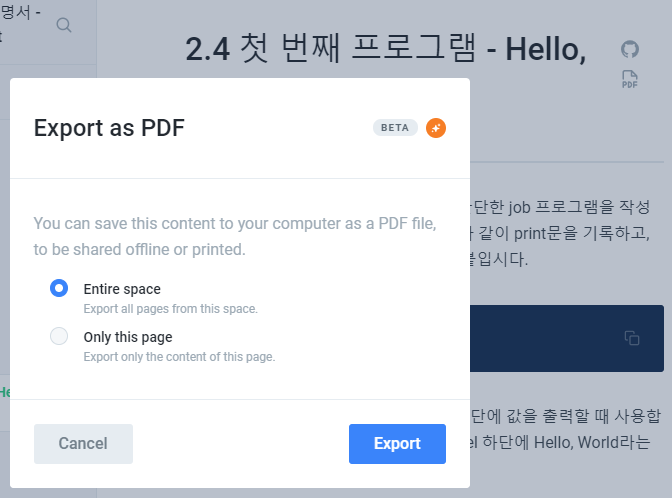 명서 -
2.4 첫 번째 프로그램 - Hello,
PDF
Export as PDF
BETA
단한 job 프로그램을 작성
You can save this content to your computer as a PDF file,
같이 print문을 기록하고,
to be shared offline or printed.
붙입시다.
Entire space
Export all pages from this space.
Only this page
Export only the content of this page.
He
단에 값을 출력할 때 사용합
Cancel
Export
el 하단에 Hello, World라는